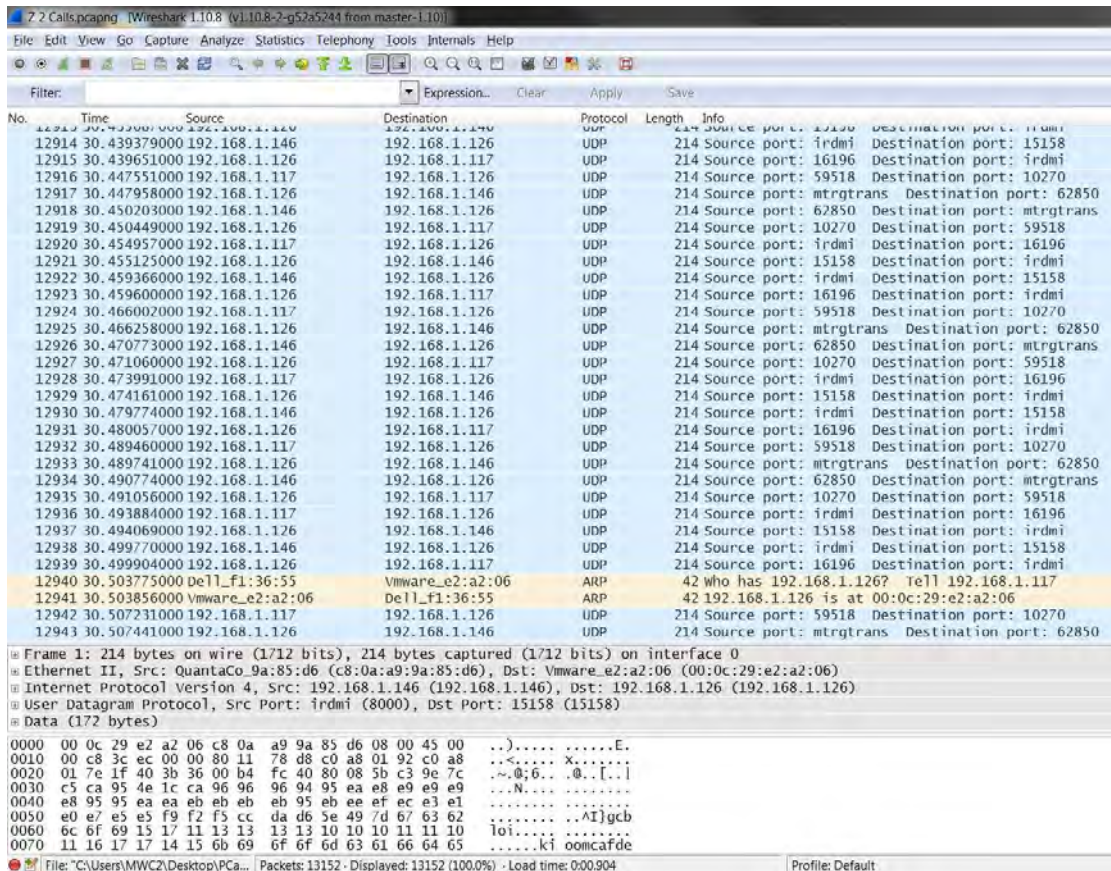 Z 2 Calls.pcapng [Wireshark 1.10.8 (v1.10.8-2-g52a5244 from master-1.10)]
File Edit View Go Capture Analyze Statistics Telephony Tools Internals Help
Filter: Expression... Clear Apply Save
No. Time Source Destination Protocol Length Info
12914 30.439379000 192.168.1.146 192.168.1.126 UDP 214 Source port: irdmi Destination port: 15158
12915 30.439651000 192.168.1.126 192.168.1.117 UDP 214 Source port: 16196 Destination port: irdmi
12916 30.447551000 192.168.1.117 192.168.1.126 UDP 214 Source port: 59518 Destination port: 10270
12917 30.447958000 192.168.1.126 192.168.1.146 UDP 214 Source port: mtrgtrans Destination port: 62850
12918 30.450203000 192.168.1.146 192.168.1.126 UDP 214 Source port: 62850 Destination port: mtrgtrans
12919 30.450449000 192.168.1.126 192.168.1.117 UDP 214 Source port: 10270 Destination port: 59518
12920 30.454957000 192.168.1.117 192.168.1.126 UDP 214 Source port: irdmi Destination port: 16196
12921 30.455125000 192.168.1.126 192.168.1.146 UDP 214 Source port: 15158 Destination port: irdmi
12922 30.459366000 192.168.1.146 192.168.1.126 UDP 214 Source port: irdmi Destination port: 15158
12923 30.459600000 192.168.1.126 192.168.1.117 UDP 214 Source port: 16196 Destination port: irdmi
12924 30.466002000 192.168.1.117 192.168.1.126 UDP 214 Source port: 59518 Destination port: 10270
12925 30.466258000 192.168.1.126 192.168.1.146 UDP 214 Source port: mtrgtrans Destination port: 62850
12926 30.470773000 192.168.1.146 192.168.1.126 UDP 214 Source port: 62850 Destination port: mtrgtrans
12927 30.471060000 192.168.1.126 192.168.1.117 UDP 214 Source port: 10270 Destination port: 59518
12928 30.473991000 192.168.1.117 192.168.1.126 UDP 214 Source port: irdmi Destination port: 16196
12929 30.474161000 192.168.1.126 192.168.1.146 UDP 214 Source port: 15158 Destination port: irdmi
12930 30.479774000 192.168.1.146 192.168.1.126 UDP 214 Source port: irdmi Destination port: 15158
12931 30.480057000 192.168.1.126 192.168.1.117 UDP 214 Source port: 16196 Destination port: irdmi
12932 30.489460000 192.168.1.117 192.168.1.126 UDP 214 Source port: 59518 Destination port: 10270
12933 30.489741000 192.168.1.126 192.168.1.146 UDP 214 Source port: mtrgtrans Destination port: 62850
12934 30.490774000 192.168.1.146 192.168.1.126 UDP 214 Source port: 62850 Destination port: mtrgtrans
12935 30.491056000 192.168.1.126 192.168.1.117 UDP 214 Source port: 10270 Destination port: 59518
12936 30.493884000 192.168.1.117 192.168.1.126 UDP 214 Source port: irdmi Destination port: 16196
12937 30.494069000 192.168.1.126 192.168.1.146 UDP 214 Source port: 15158 Destination port: irdmi
12938 30.499770000 192.168.1.146 192.168.1.126 UDP 214 Source port: irdmi Destination port: 15158
12939 30.499904000 192.168.1.126 192.168.1.117 UDP 214 Source port: 16196 Destination port: irdmi
12940 30.503775000 Dell_f1:36:55 Vmware_e2:a2:06 ARP 42 Who has 192.168.1.126? Tell 192.168.1.117
12941 30.503856000 Vmware_e2:a2:06 Dell_f1:36:55 ARP 42 192.168.1.126 is at 00:0c:29:e2:a2:06
12942 30.507231000 192.168.1.117 192.168.1.126 UDP 214 Source port: 59518 Destination port: 10270
12943 30.507441000 192.168.1.126 192.168.1.146 UDP 214 Source port: mtrgtrans Destination port: 62850
Frame 1: 214 bytes on wire (1712 bits), 214 bytes captured (1712 bits) on interface 0
Ethernet II, Src: QuantaCo_9a:85:d6 (c8:0a:a9:9a:85:d6), Dst: Vmware_e2:a2:06 (00:0c:29:e2:a2:06)
Internet Protocol Version 4, Src: 192.168.1.146 (192.168.1.146), Dst: 192.168.1.126 (192.168.1.126)
User Datagram Protocol, Src Port: irdmi (8000), Dst Port: 15158 (15158)
Data (172 bytes)
0000 00 0c 29 e2 a2 06 c8 0a a9 9a 85 d6 08 00 45 00 ..)..... ......E.
0010 00 c8 3c ec 00 00 80 11 78 d8 c0 a8 01 92 c0 a8 ..<..... x.......
0020 01 7e 1f 40 3b 36 00 b4 fc 40 80 08 5b c3 9e 7c .~.@;6.. .@..[..|
0030 c5 ca 95 4e 1c ca 96 96 96 94 95 ea e8 e9 e9 e9 ...N.... ........
0040 e8 95 95 ea ea eb eb eb eb 95 eb ee ef ec e3 e1 ........ ........
0050 e0 e7 e5 e5 f9 f2 f5 cc da d6 5e 49 7d 67 63 62 ........ ..^I}gcb
0060 6c 6f 69 15 17 11 13 13 13 13 10 10 10 11 11 10 loi..... ........
0070 11 16 17 17 14 15 6b 69 6f 6f 6d 63 61 66 64 65 ......ki oomcafde
File: "C:\Users\MWC2\Desktop\PCa... Packets: 13152 · Displayed: 13152 (100.0%) · Load time: 0:00.904 Profile: Default